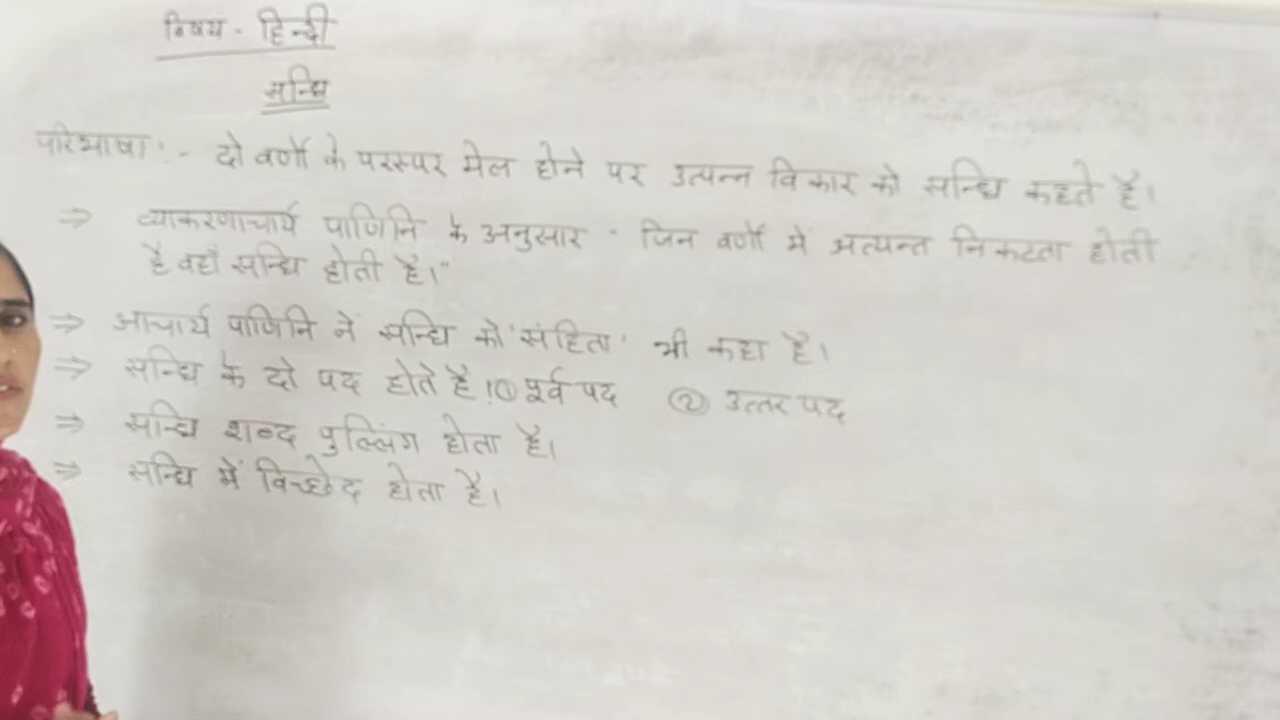 विषय - हिन्दी
सन्धि
परिभाषा :- दो वर्णों के परस्पर मेल होने पर उत्पन्न विकार को सन्धि कहते है।
⇒ व्याकरणाचार्य पाणिनि के अनुसार - जिन वर्णों में अत्यन्त निकटता होती
है वहाँ सन्धि होती है।"
⇒ आचार्य पाणिनि ने सन्धि को 'संहिता' भी कहा है।
⇒ सन्धि के दो पद होते है। ① पूर्व पद ② उत्तर पद
⇒ सन्धि शब्द पुल्लिंग होता है।
⇒ सन्धि में विच्छेद होता है।